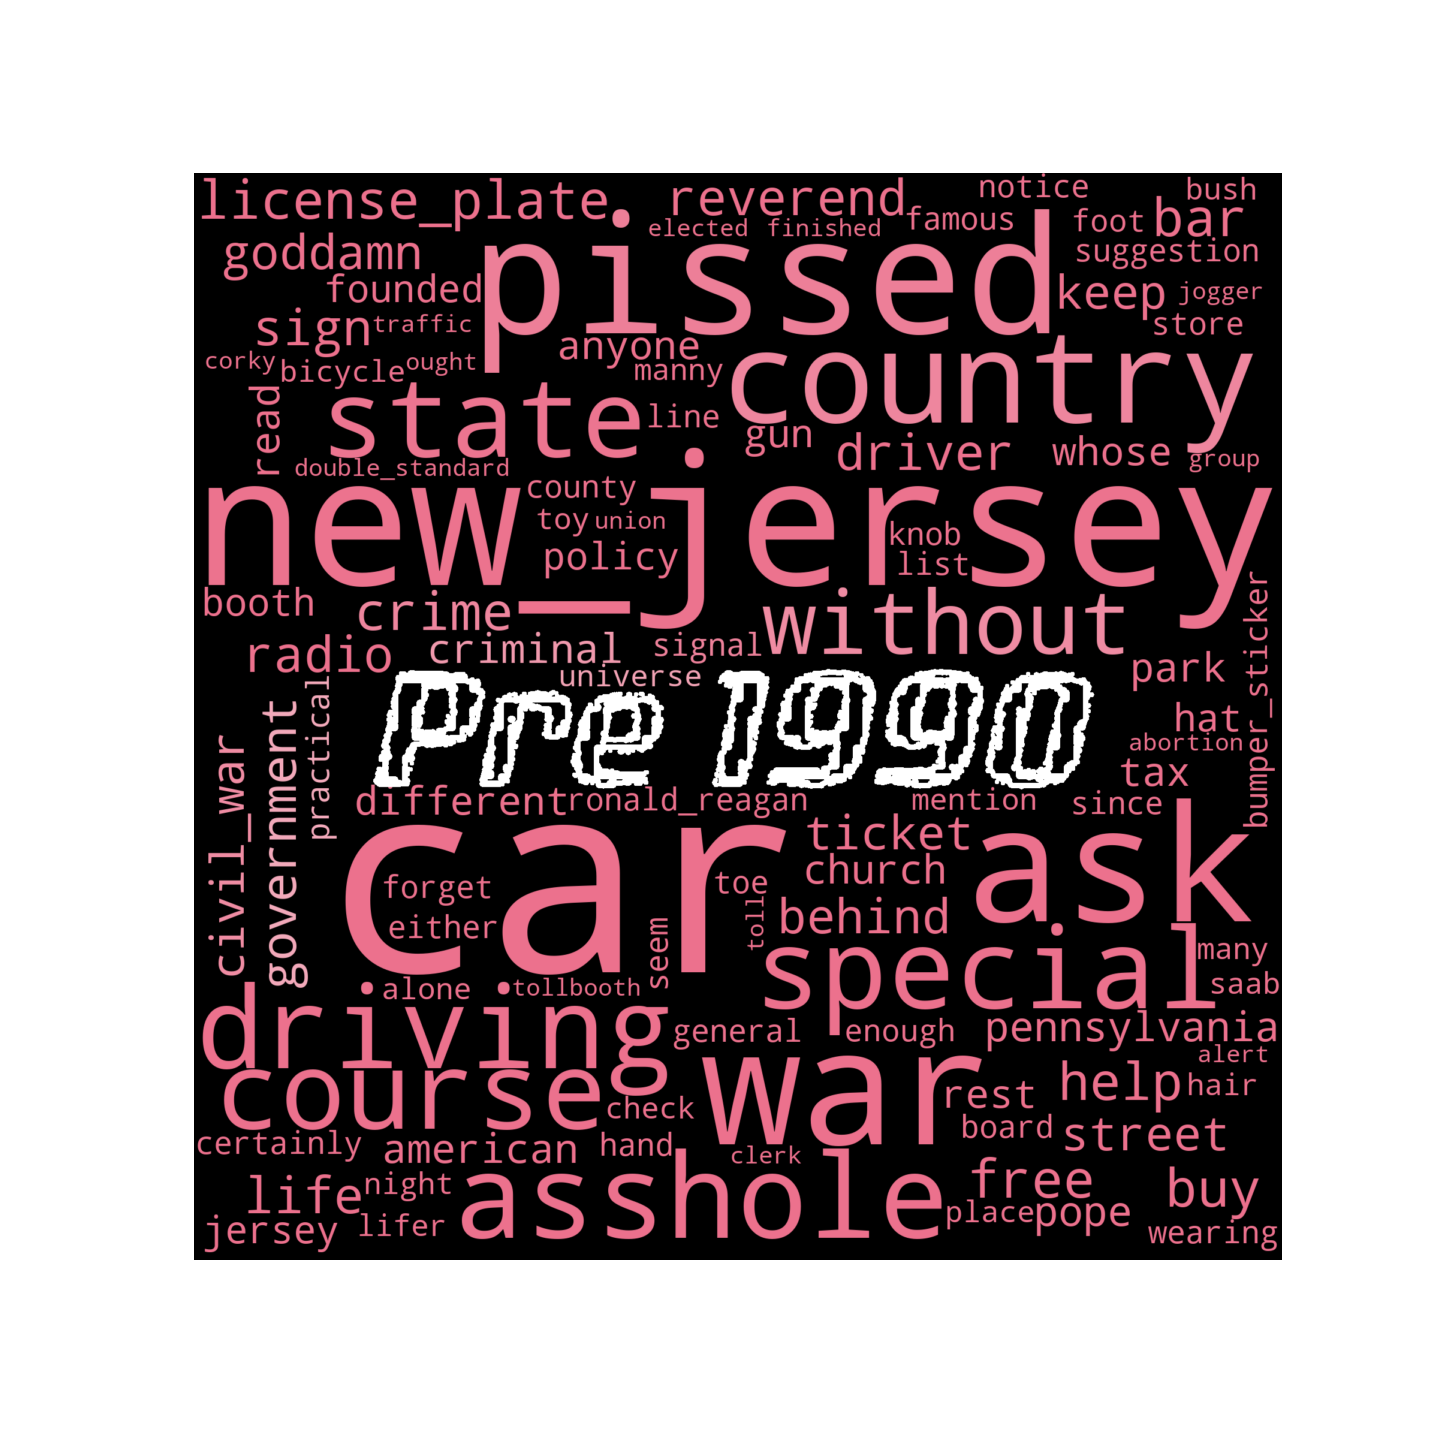 license_plate
reverend
notice
bush
elected
finished
famous
foot
bar
goddamn
pissed
suggestion
founded
keep
jogger
sign
traffic
store
anyone
country
corky
bicycle
ought
manny
read
state
line
gun
driver
whose
group
double_standard
new_jersey
county
toy
union
knob
policy
list
booth
crime
without
radio
criminal
signal
park
bumper_sticker
universe
Pre 1990
practical
government
civil_war
hat
abortion
tax
different
ronald_reagan
mention
since
car
ticket
ask
church
forget
toe
either
tolls
behind
seem
special
many
saab
driving
alone
tollbooth
general
enough
pennsylvania
alert
course
war
rest
help
hair
check
board
street
certainly
american
hand
clerk
asshole
free
life
night
buy
jersey
lifer
place
pope
wearing